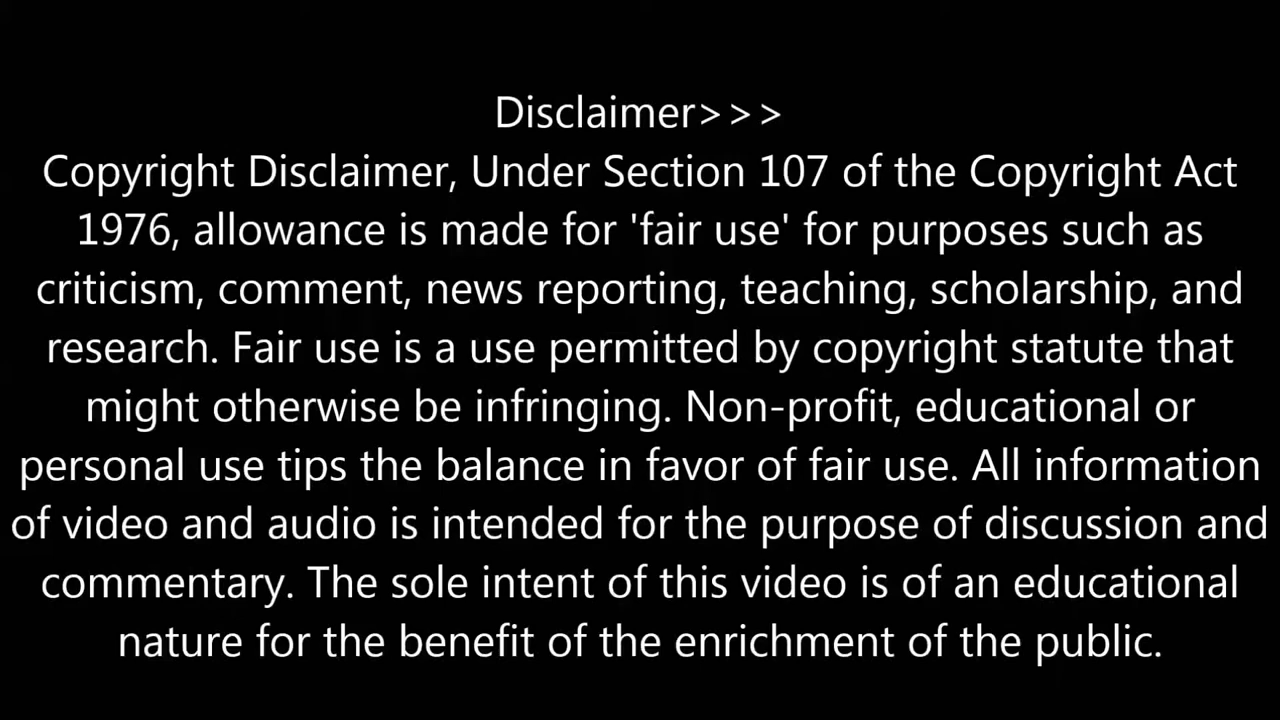 Disclaimer>>>
Copyright Disclaimer, Under Section 107 of the Copyright Act
1976, allowance is made for 'fair use' for purposes such as
criticism, comment, news reporting, teaching, scholarship, and
research. Fair use is a use permitted by copyright statute that
might otherwise be infringing. Non-profit, educational or
personal use tips the balance in favor of fair use. All information
of video and audio is intended for the purpose of discussion and
commentary. The sole intent of this video is of an educational
nature for the benefit of the enrichment of the public.